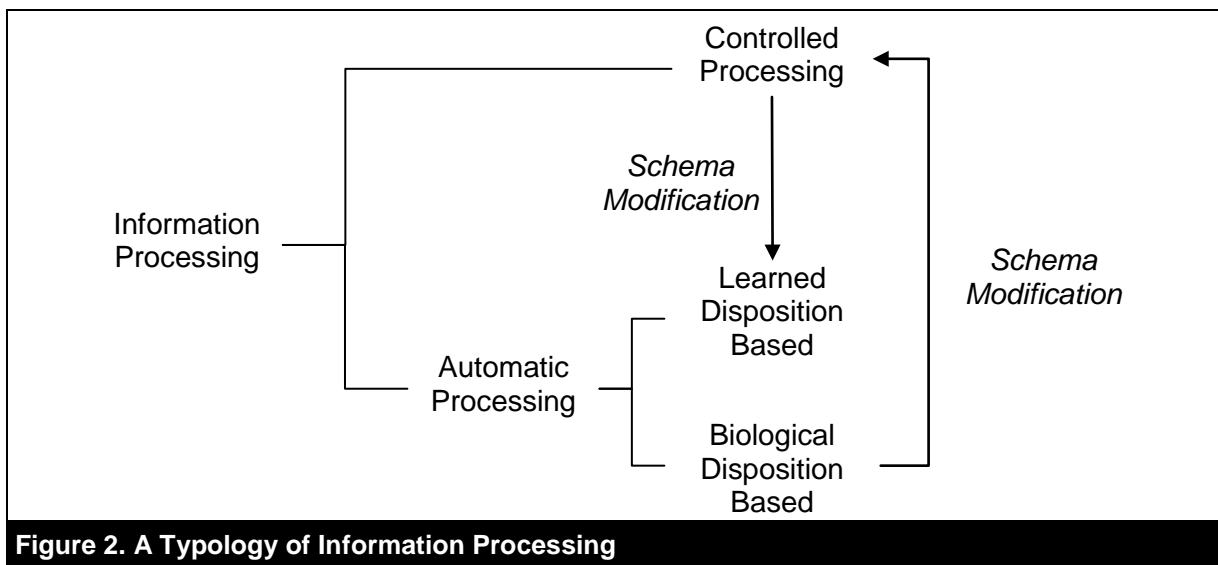 Controlled
Processing
Schema
Modification
Information
Processing
Schema
Modification
Learned
Disposition
Based
Automatic
Processing
Biological
Disposition
Based
Figure 2. A Typology of Information Processing